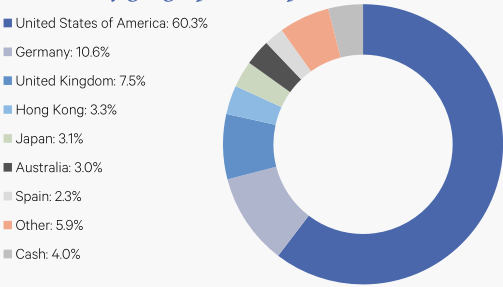 United States of America: 60.3%
Germany: 10.6%
United Kingdom: 7.5%
Hong Kong: 3.3%
Japan: 3.1%
Australia: 3.0%
Spain: 2.3%
Other: 5.9%
Cash: 4.0%